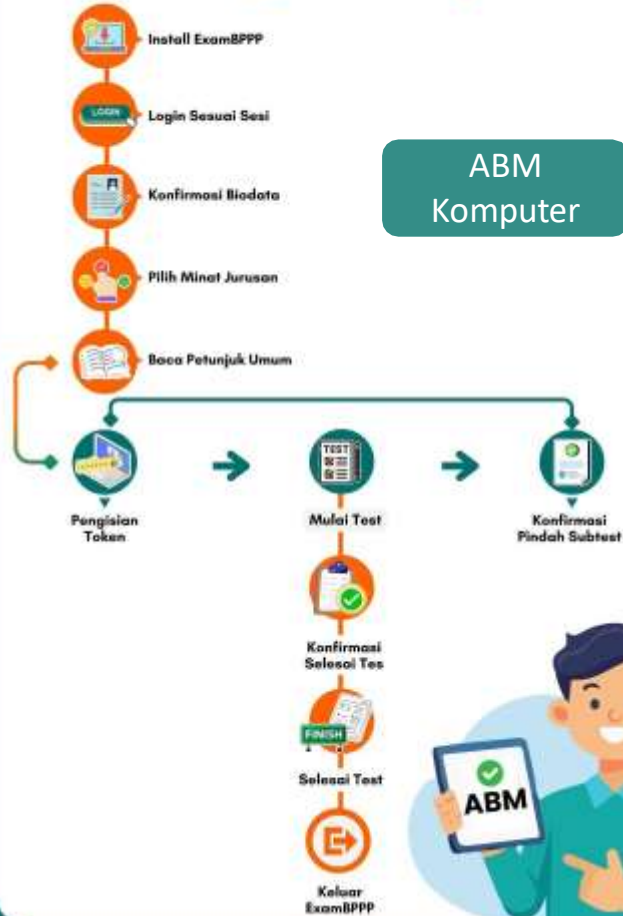 Install ExamBPPP
LOGIN
Login Sesuai Sesi
ABM
Komputer
Konfirmasi Biodata
Pilih Minat Jurusan
Baca Petunjuk Umum
TEST
Pengisian
Token
Mulai Test
Konfirmasi
Pindah Subtest
Konfirmasi
Selesai Tes
FINISH
Selesai Test
ABM
Keluar
ExamBPPP